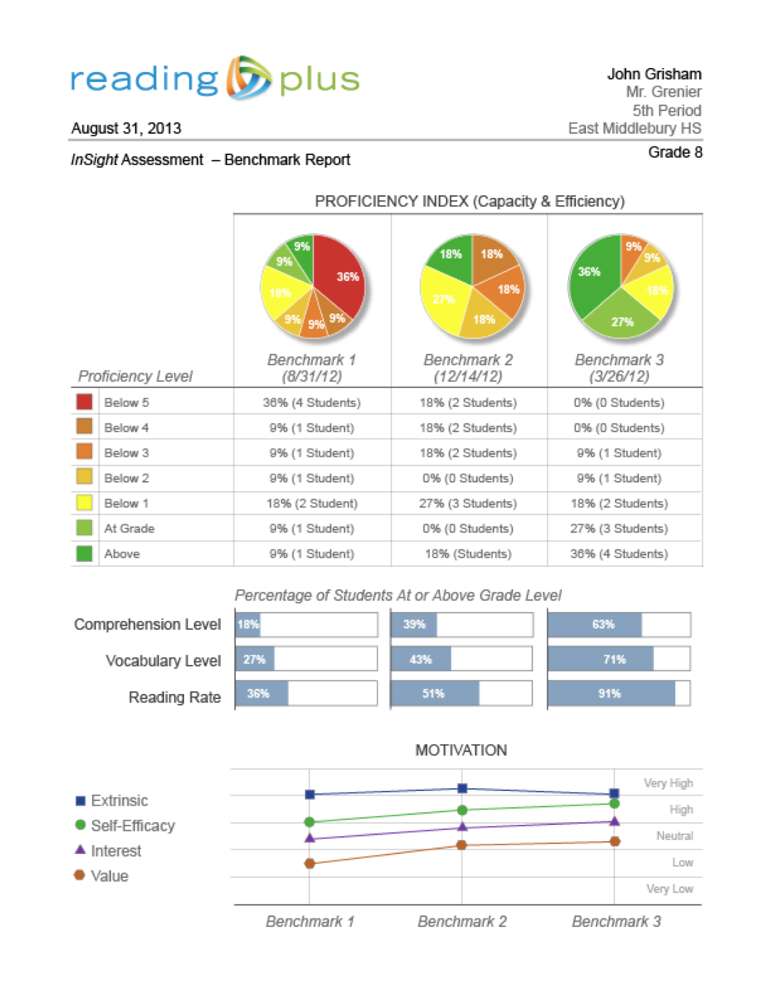 reading plus
John Grisham
Mr. Grenier
5th Period
August 31, 2013 East Middlebury HS
InSight Assessment – Benchmark Report Grade 8
PROFICIENCY INDEX (Capacity & Efficiency)
9% 36% 9% 9% 9% 18% 9%
18% 18% 18% 18% 27%
9% 9% 18% 27% 36%
Benchmark 1 Benchmark 2 Benchmark 3
Proficiency Level (8/31/12) (12/14/12) (3/26/12)
Below 5 36% (4 Students) 18% (2 Students) 0% (0 Students)
Below 4 9% (1 Student) 18% (2 Students) 0% (0 Students)
Below 3 9% (1 Student) 18% (2 Students) 9% (1 Student)
Below 2 9% (1 Student) 0% (0 Students) 9% (1 Student)
Below 1 18% (2 Student) 27% (3 Students) 18% (2 Students)
At Grade 9% (1 Student) 0% (0 Students) 27% (3 Students)
Above 9% (1 Student) 18% (Students) 36% (4 Students)
Percentage of Students At or Above Grade Level
Comprehension Level 18% 39% 63%
Vocabulary Level 27% 43% 71%
Reading Rate 36% 51% 91%
MOTIVATION
Very High
Extrinsic
High
Self-Efficacy
Neutral
Interest
Low
Value
Very Low
Benchmark 1 Benchmark 2 Benchmark 3